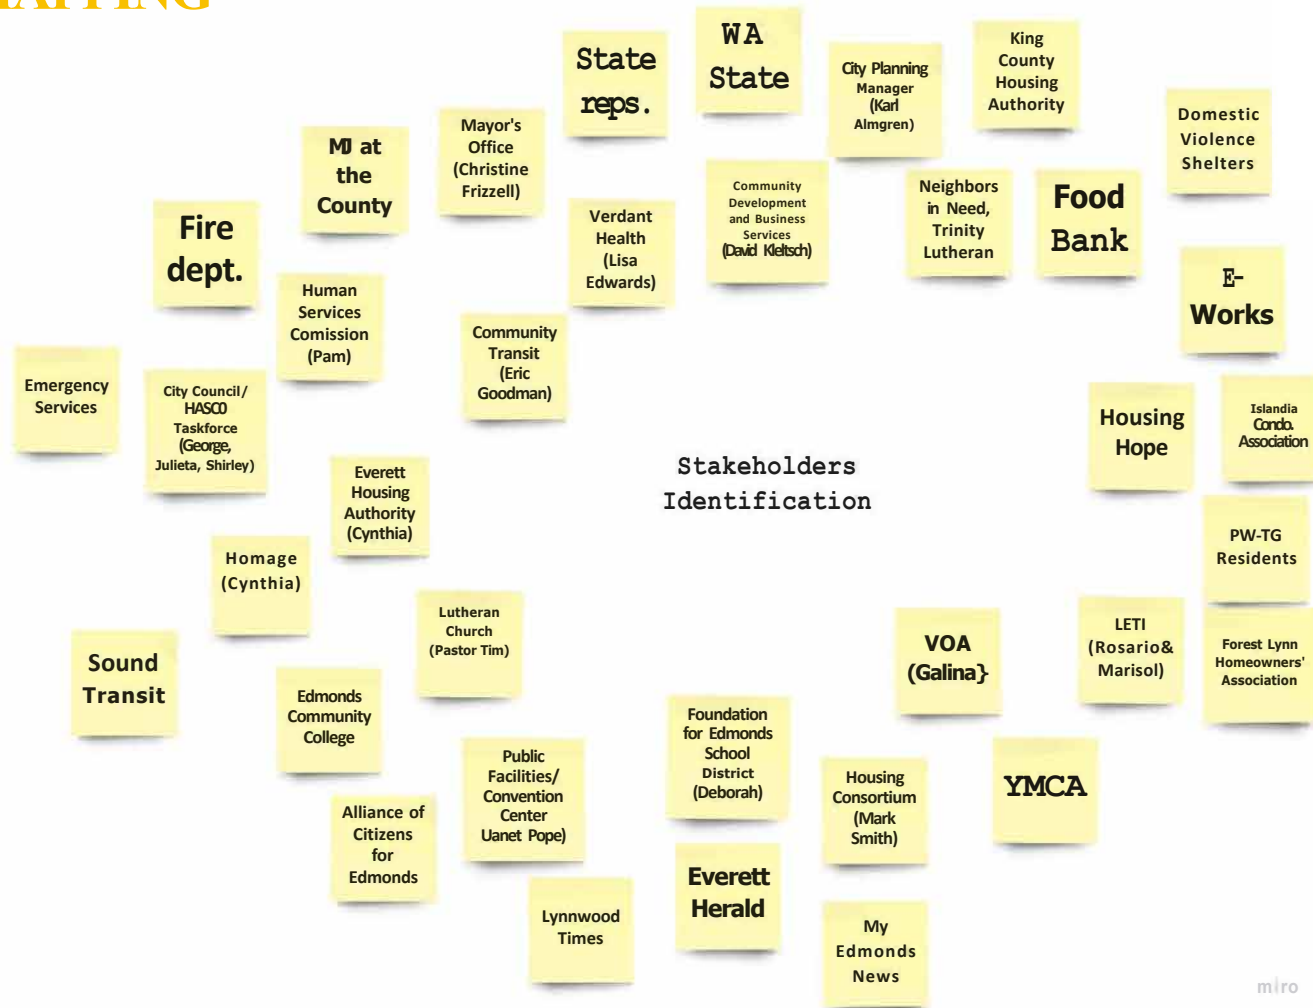 WA
State
State
reps.
King
County
Housing
Authority
City Planning
Manager
(Karl
Almgren)
Domestic
Violence
Shelters
Mayor's
Office
(Christine
Frizzell)
MJ at
the
County
Community
Development
and Business
Services
(David Kleitsch)
Neighbors
in Need,
Trinity
Lutheran
Food
Bank
Fire
dept.
Verdant
Health
(Lisa
Edwards)
E-
Works
Human
Services
Comission
(Pam)
Community
Transit
(Eric
Goodman)
Emergency
Services
City Council/
HASCO
Taskforce
(George,
Julieta, Shirley)
Housing
Hope
Islandia
Condo.
Association
Stakeholders
Identification
Everett
Housing
Authority
(Cynthia)
PW-TG
Residents
Homage
(Cynthia)
Lutheran
Church
(Pastor Tim)
LETI
(Rosario&
Marisol)
VOA
(Galina}
Forest Lynn
Homeowners'
Association
Sound
Transit
Edmonds
Community
College
Foundation
for Edmonds
School
District
(Deborah)
Public
Facilities/
Convention
Center
Uanet Pope)
Housing
Consortium
(Mark
Smith)
YMCA
Alliance of
Citizens
for
Edmonds
Everett
Herald
Lynnwood
Times
My
Edmonds
News
miro